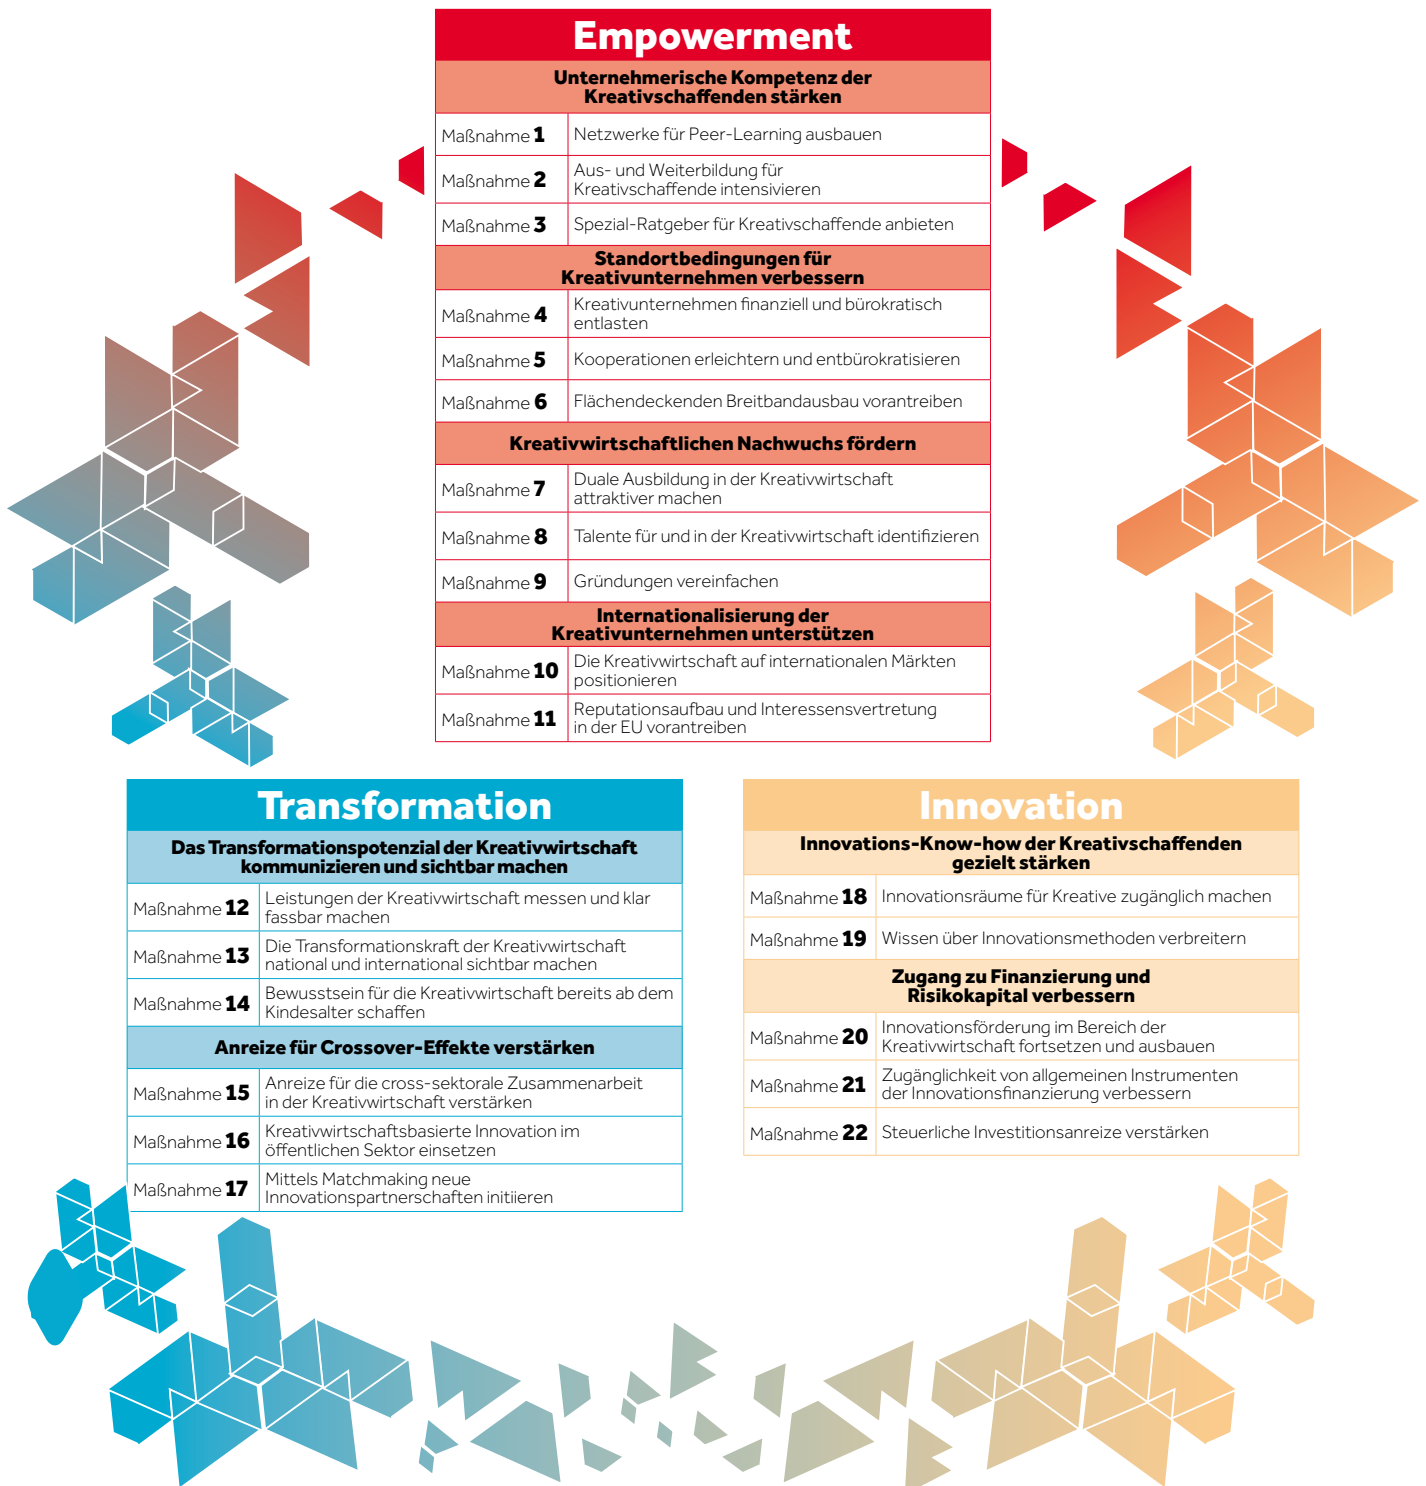 Empowerment
Unternehmerische Kompetenz der
Kreativschaffenden stärken
Maßnahme 1 Netzwerke für Peer-Learning ausbauen
Maßnahme 2 Aus- und Weiterbildung für
Kreativschaffende intensivieren
Maßnahme 3 Spezial-Ratgeber für Kreativschaffende anbieten
Standortbedingungen für
Kreativunternehmen verbessern
Maßnahme 4 Kreativunternehmen finanziell und bürokratisch
entlasten
Maßnahme 5 Kooperationen erleichtern und entbürokratisieren
Maßnahme 6 Flächendeckenden Breitbandausbau vorantreiben
Kreativwirtschaftlichen Nachwuchs fördern
Maßnahme 7 Duale Ausbildung in der Kreativwirtschaft
attraktiver machen
Maßnahme 8 Talente für und in der Kreativwirtschaft identifizieren
Maßnahme 9 Gründungen vereinfachen
Internationalisierung der
Kreativunternehmen unterstützen
Maßnahme 10 Die Kreativwirtschaft auf internationalen Märkten
positionieren
Maßnahme 11 Reputationsaufbau und Interessensvertretung
in der EU vorantreiben
Transformation
Das Transformationspotenzial der Kreativwirtschaft
kommunizieren und sichtbar machen
Maßnahme 12 Leistungen der Kreativwirtschaft messen und klar
fassbar machen
Maßnahme 13 Die Transformationskraft der Kreativwirtschaft
national und international sichtbar machen
Maßnahme 14 Bewusstsein für die Kreativwirtschaft bereits ab dem
Kindesalter schaffen
Anreize für Crossover-Effekte verstärken
Maßnahme 15 Anreize für die cross-sektorale Zusammenarbeit
in der Kreativwirtschaft verstärken
Maßnahme 16 Kreativwirtschaftsbasierte Innovation im
öffentlichen Sektor einsetzen
Maßnahme 17 Mittels Matchmaking neue
Innovationspartnerschaften initiieren
Innovation
Innovations-Know-how der Kreativschaffenden
gezielt stärken
Maßnahme 18 Innovationsräume für Kreative zugänglich machen
Maßnahme 19 Wissen über Innovationsmethoden verbreitern
Zugang zu Finanzierung und
Risikokapital verbessern
Maßnahme 20 Innovationsförderung im Bereich der
Kreativwirtschaft fortsetzen und ausbauen
Maßnahme 21 Zugänglichkeit von allgemeinen Instrumenten
der Innovationsfinanzierung verbessern
Maßnahme 22 Steuerliche Investitionsanreize verstärken